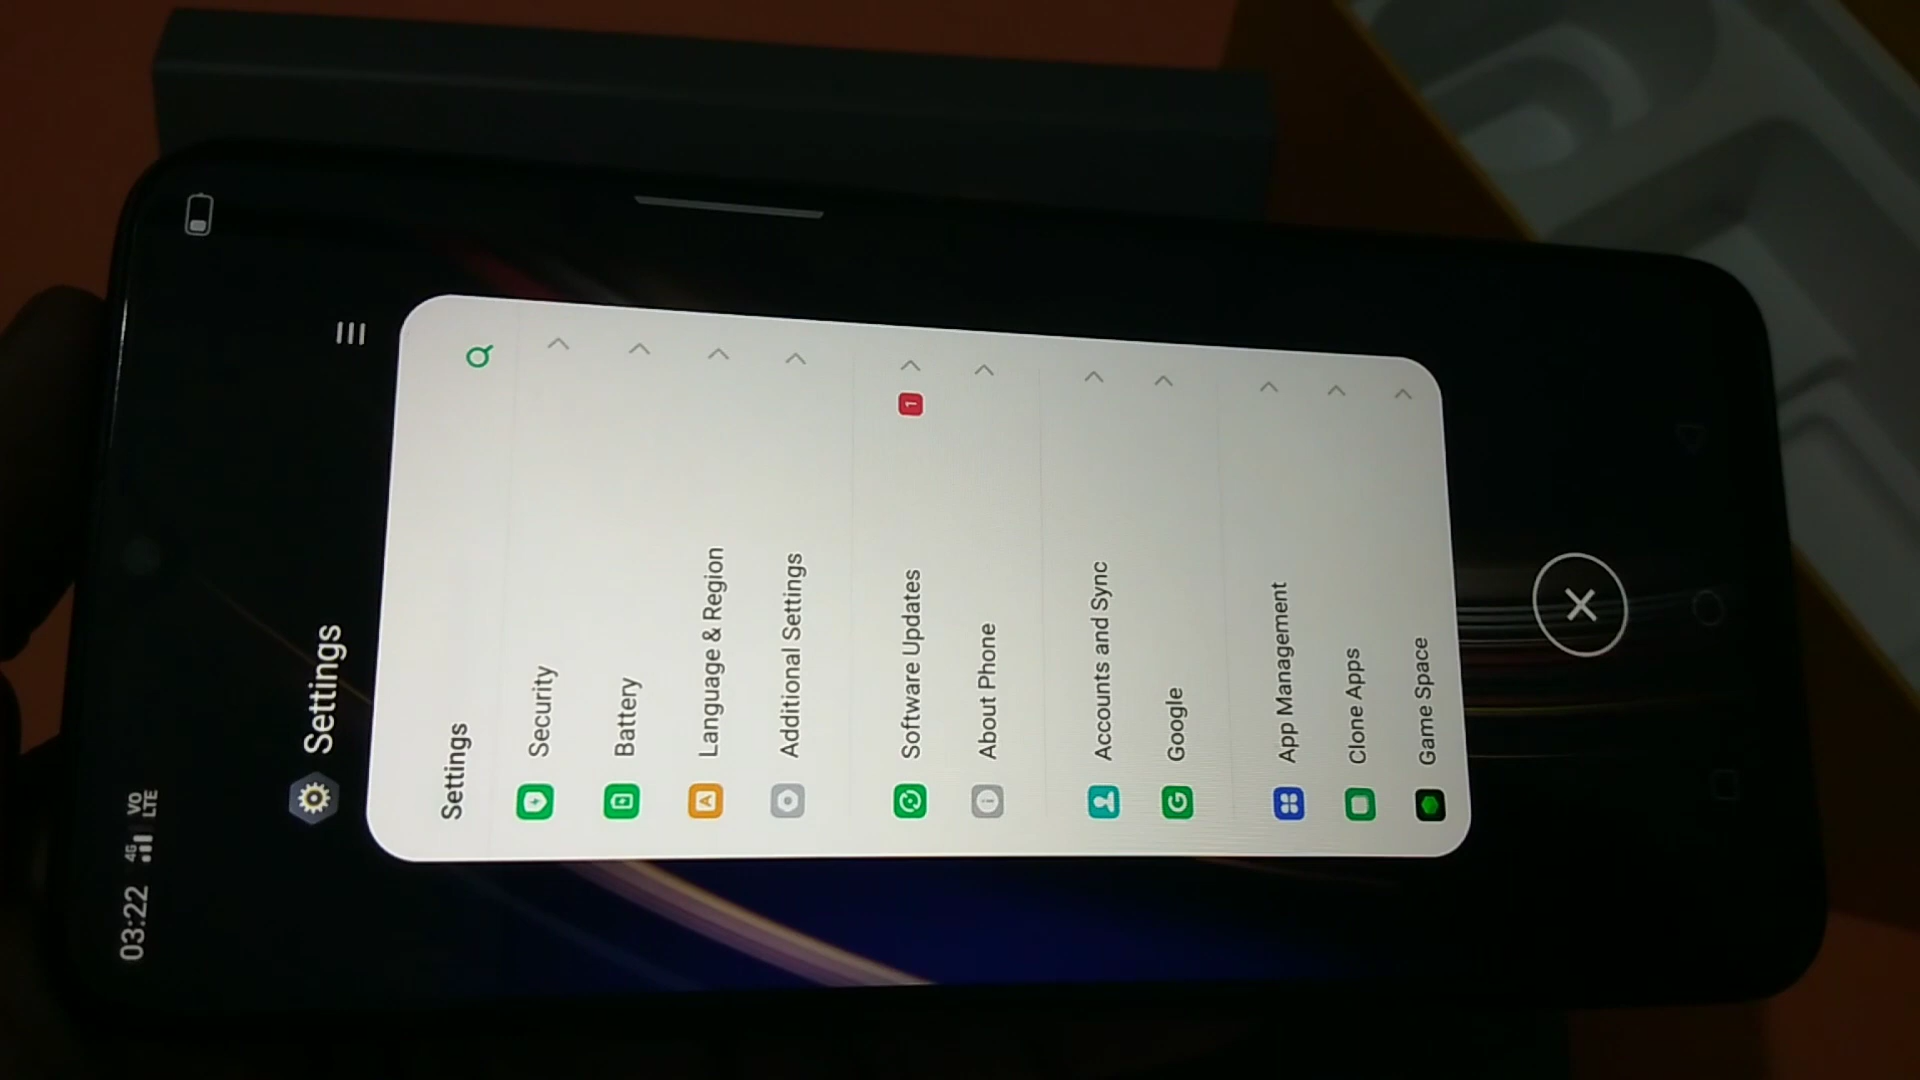 03:22 4G VO LTE
Settings
Settings
Security
Battery
A Language & Region
Additional Settings
Software Updates 1
About Phone
Accounts and Sync
G Google
App Management
Clone Apps
Game Space